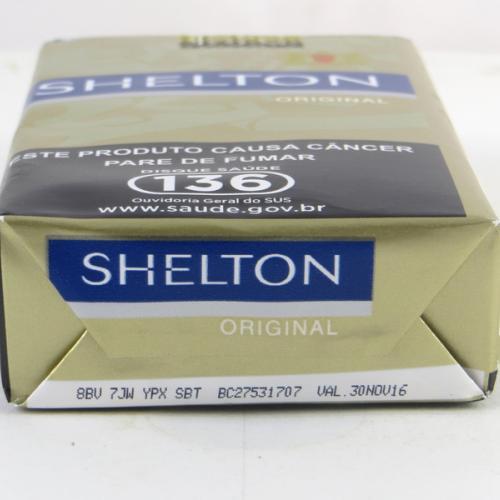 SHELTON
ORIGINAL
ESTE PRODUTO CAUSA CÂNCER
PARE DE FUMAR
DISQUE SAÚDE
136
Ouvidoria Geral do SUS
www.saude.gov.br
SHELTON
ORIGINAL
8BV 7JW YPX SBT BC27531707 VAL.30NOV16